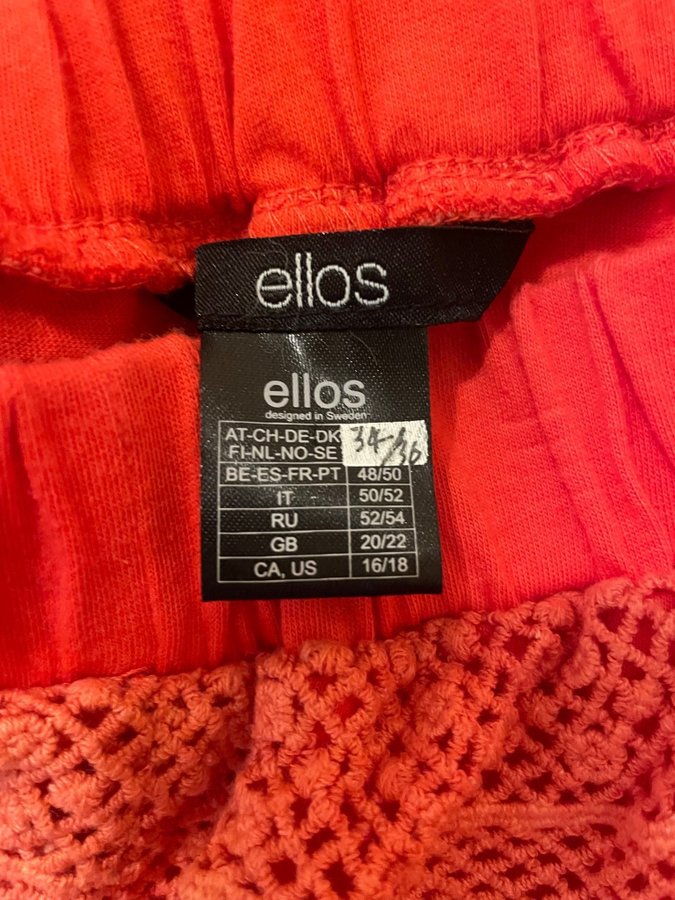 ellos
ellos
designed in Sweden
AT-CH-DE-DK
FI-NL-NO-SE 34/36
BE-ES-FR-PT 48/50
IT 50/52
RU 52/54
GB 20/22
CA, US 16/18